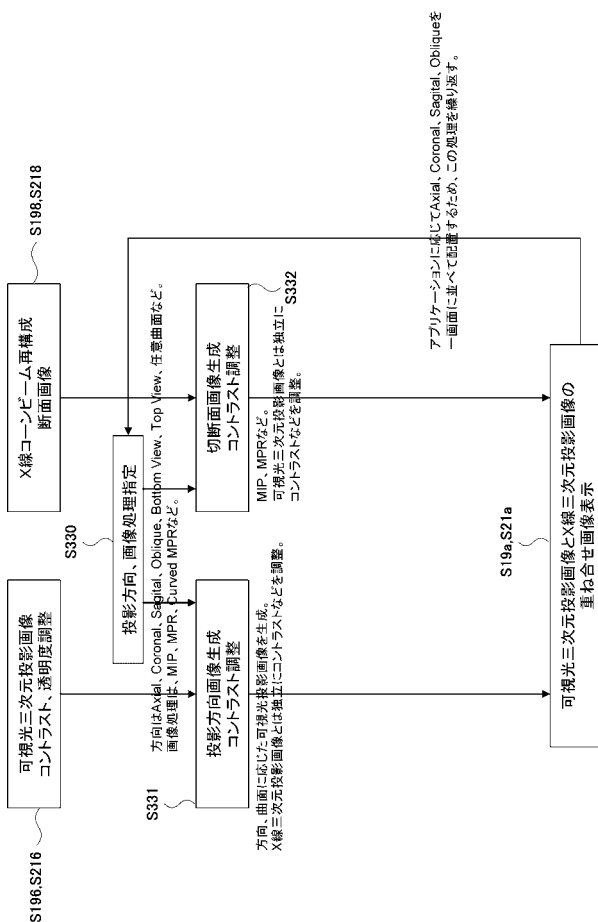 S196,S216
可視光三次元投影画像
コントラスト、透明度調整
S198,S218
X線コーンビーム再構成
断面画像
S330
投影方向、画像処理指定
方向はAxial, Coronal, Sagital, Oblique, Bottom View, Top View、任意曲面など。
画像処理は、MIP、MPR、Curved MPRなど。
S331
投影方向画像生成
コントラスト調整
方向、曲面に応じた可視光投影画像を生成。
X線三次元投影画像とは独立にコントラストなどを調整。
切断面画像生成
コントラスト調整
S332
MIP、MPRなど。
可視光三次元投影画像とは独立に
コントラストなどを調整。
S19a,S21a
可視光三次元投影画像とX線三次元投影画像の
重ね合せ画像表示
アプリケーションに応じてAxial、Coronal、Sagital、Obliqueを
一画面に並べて配置するため、この処理を繰り返す。